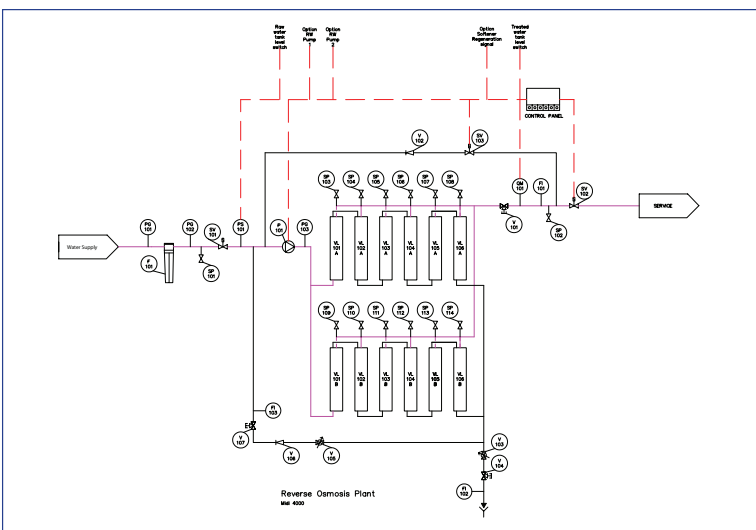 Raw
water
tank
level
switch
Option
RW
Pump
1
Option
RW
Pump
2
Option
Softener
Regeneration
signal
Treated
water
tank level
switch
CONTROL PANEL
V
102
SV
103
SP
103
SP
104
SP
105
SP
106
SP
107
SP
108
QM
101
FI
101
SV
102
SERVICE
PG
101
PG
102
SV
101
PS
101
P
101
PG
103
Water Supply
F
101
SP
101
V
101
SP
102
VL
101
A
VL
102
A
VL
103
A
VL
104
A
VL
105
A
VL
106
A
SP
109
SP
110
SP
111
SP
112
SP
113
SP
114
VL
101
B
VL
102
B
VL
103
B
VL
104
B
VL
105
B
VL
106
B
FI
103
V
107
V
106
V
105
V
103
V
104
FI
102
Reverse Osmosis Plant
Midi 4000